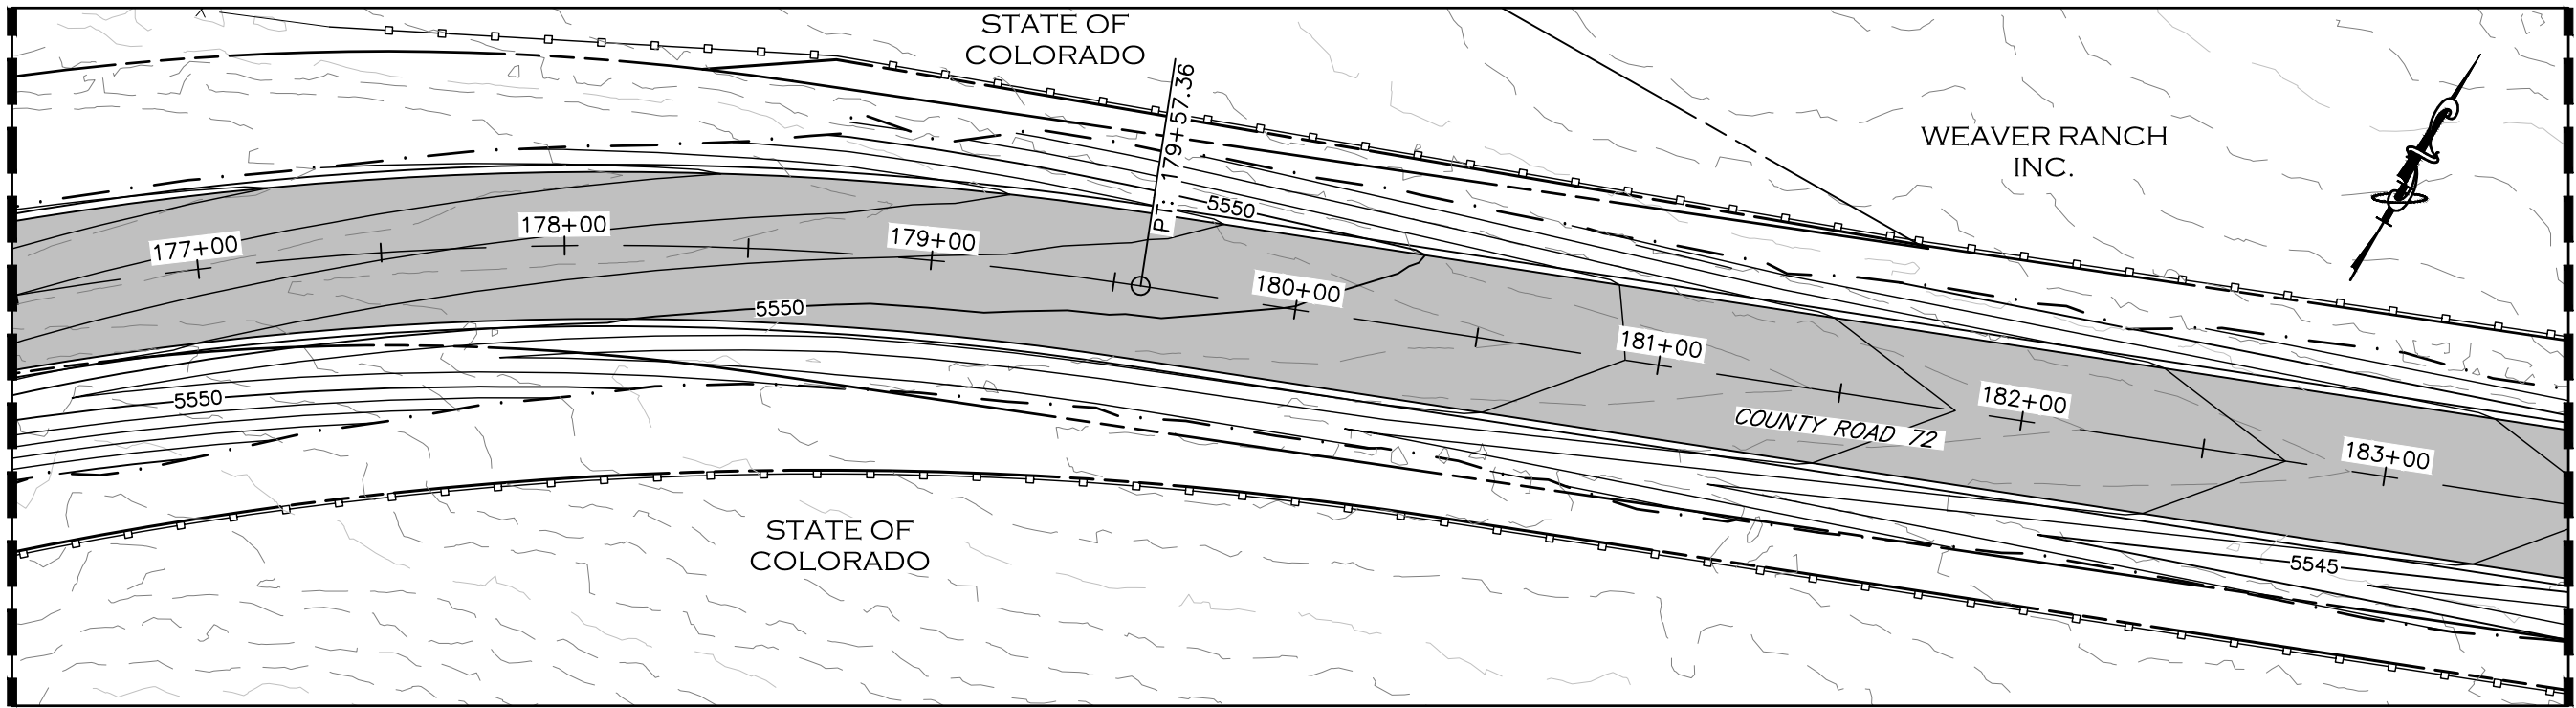 STATE OF
COLORADO
PT: 179+57.36
WEAVER RANCH
INC.
5550
177+00
178+00
179+00
180+00
5550
181+00
5550
182+00
COUNTY ROAD 72
183+00
STATE OF
COLORADO
5545